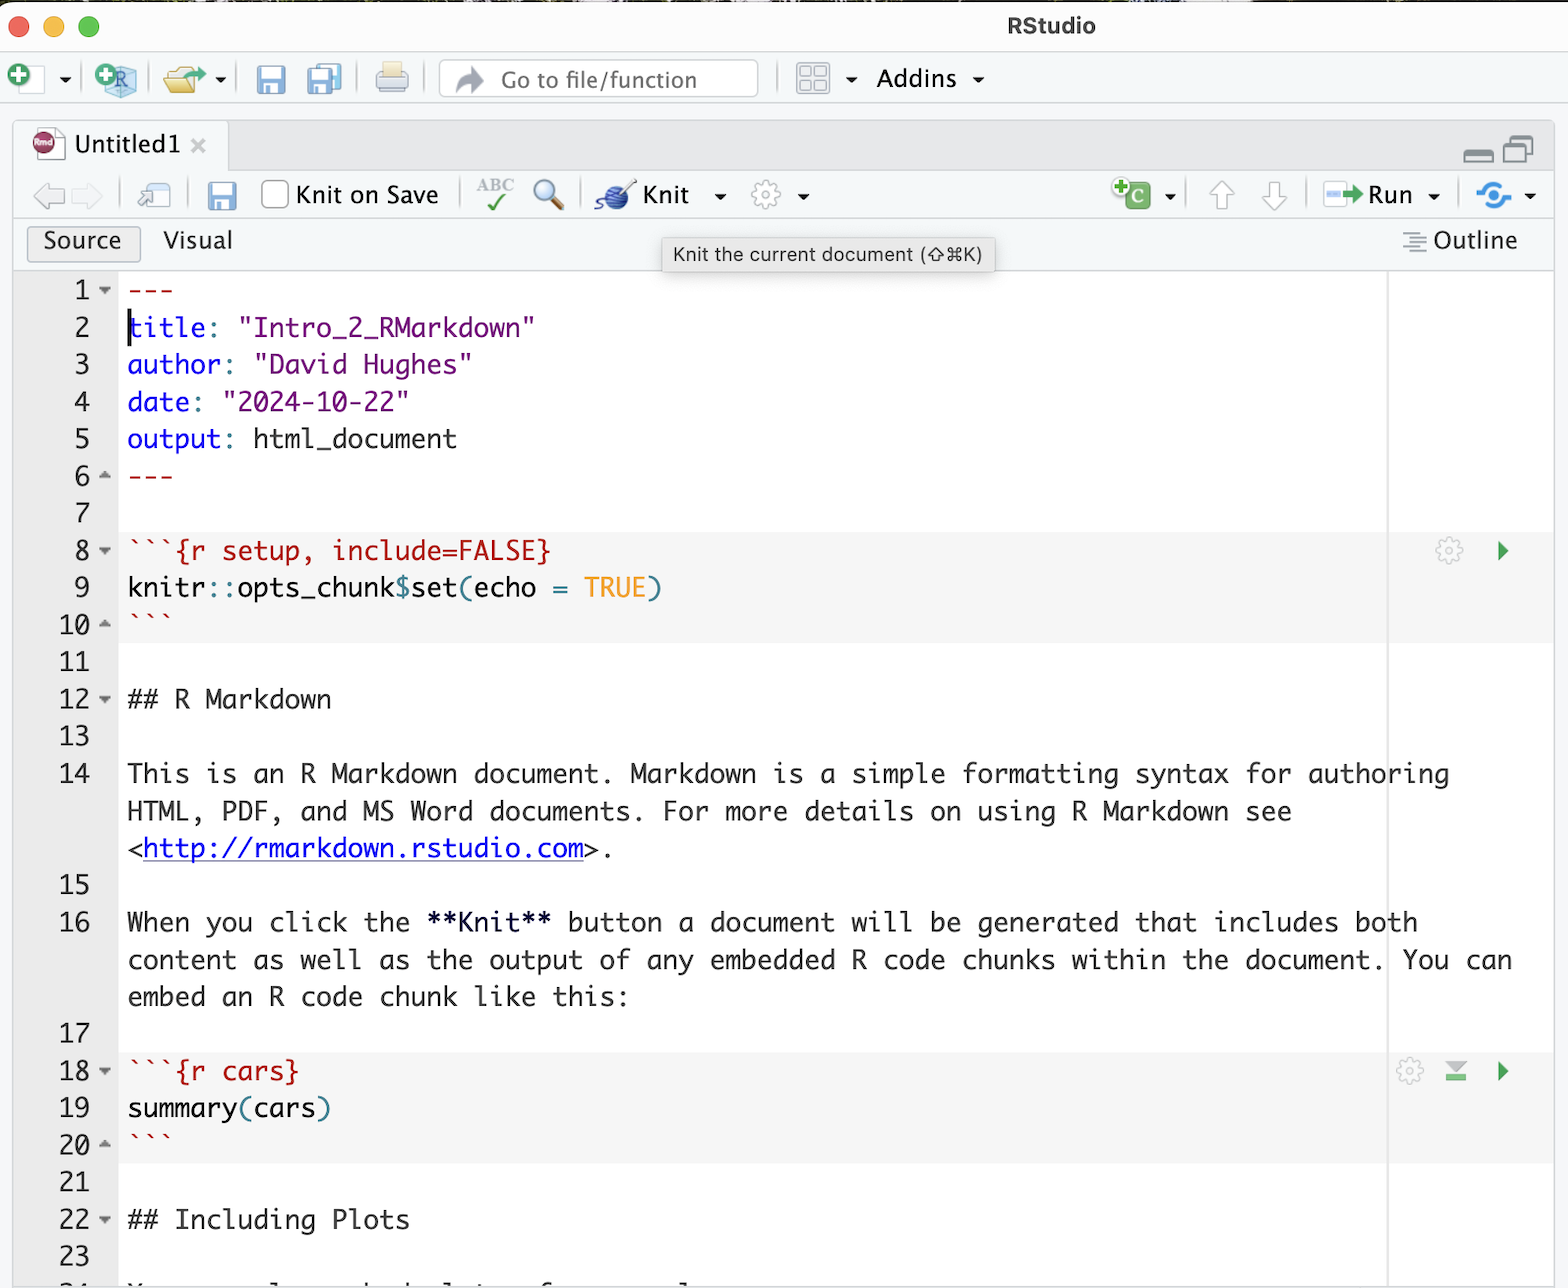 RStudio
Go to file/function
Addins
Rmd Untitled1
Knit on Save
ABC
Knit
C
Run
Source Visual
Knit the current document (⇧⌘K)
Outline
1 ---
2 title: "Intro_2_RMarkdown"
3 author: "David Hughes"
4 date: "2024-10-22"
5 output: html_document
6 ---
7
8 ```{r setup, include=FALSE}
9 knitr::opts_chunk$set(echo = TRUE)
10 ```
11
12 ## R Markdown
13
14 This is an R Markdown document. Markdown is a simple formatting syntax for authoring
HTML, PDF, and MS Word documents. For more details on using R Markdown see
<http://rmarkdown.rstudio.com>.
15
16 When you click the **Knit** button a document will be generated that includes both
content as well as the output of any embedded R code chunks within the document. You can
embed an R code chunk like this:
17
18 ```{r cars}
19 summary(cars)
20 ```
21
22 ## Including Plots
23